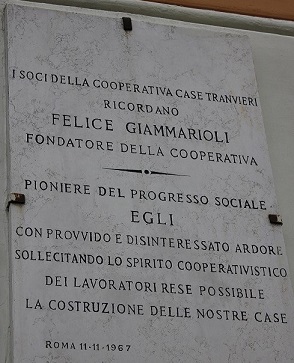 I SOCI DELLA COOPERATIVA CASE TRANVIERI
RICORDANO
FELICE GIAMMARIOLI
FONDATORE DELLA COOPERATIVA
PIONIERE DEL PROGRESSO SOCIALE
EGLI
CON PROVVIDO E DISINTERESSATO ARDORE
SOLLECITANDO LO SPIRITO COOPERATIVISTICO
DEI LAVORATORI RESE POSSIBILE
LA COSTRUZIONE DELLE NOSTRE CASE
ROMA 11-11-1967